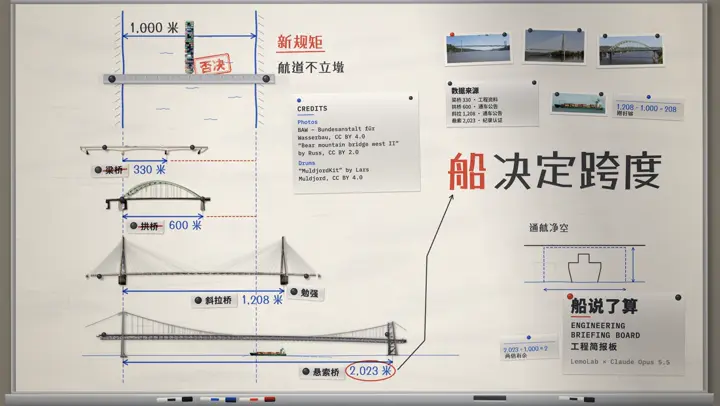 1,000 米
否决
新规矩
航道不立墩
梁桥 330 米
拱桥 600 米
斜拉桥 1,208 米
勉强
悬索桥 2,023 米
CREDITS
Photos
BAW – Bundesanstalt für
Wasserbau, CC BY 4.0
"Bear mountain bridge west II"
by Russ, CC BY 2.0
Drums
"MuldjordKit" by Lars
Muldjord, CC BY 4.0
数据来源
梁桥 330 · 工程资料
拱桥 600 · 通车公告
斜拉 1,208 · 通车公告
悬索 2,023 · 纪录认证
1,208 - 1,000 = 208
船决定跨度
通航净空
船说了算
ENGINEERING
BRIEFING BOARD
工程简报板
LemoLab × Claude Opus 5.5
2,023 ÷ 1,000 ≈ 2
两倍有余